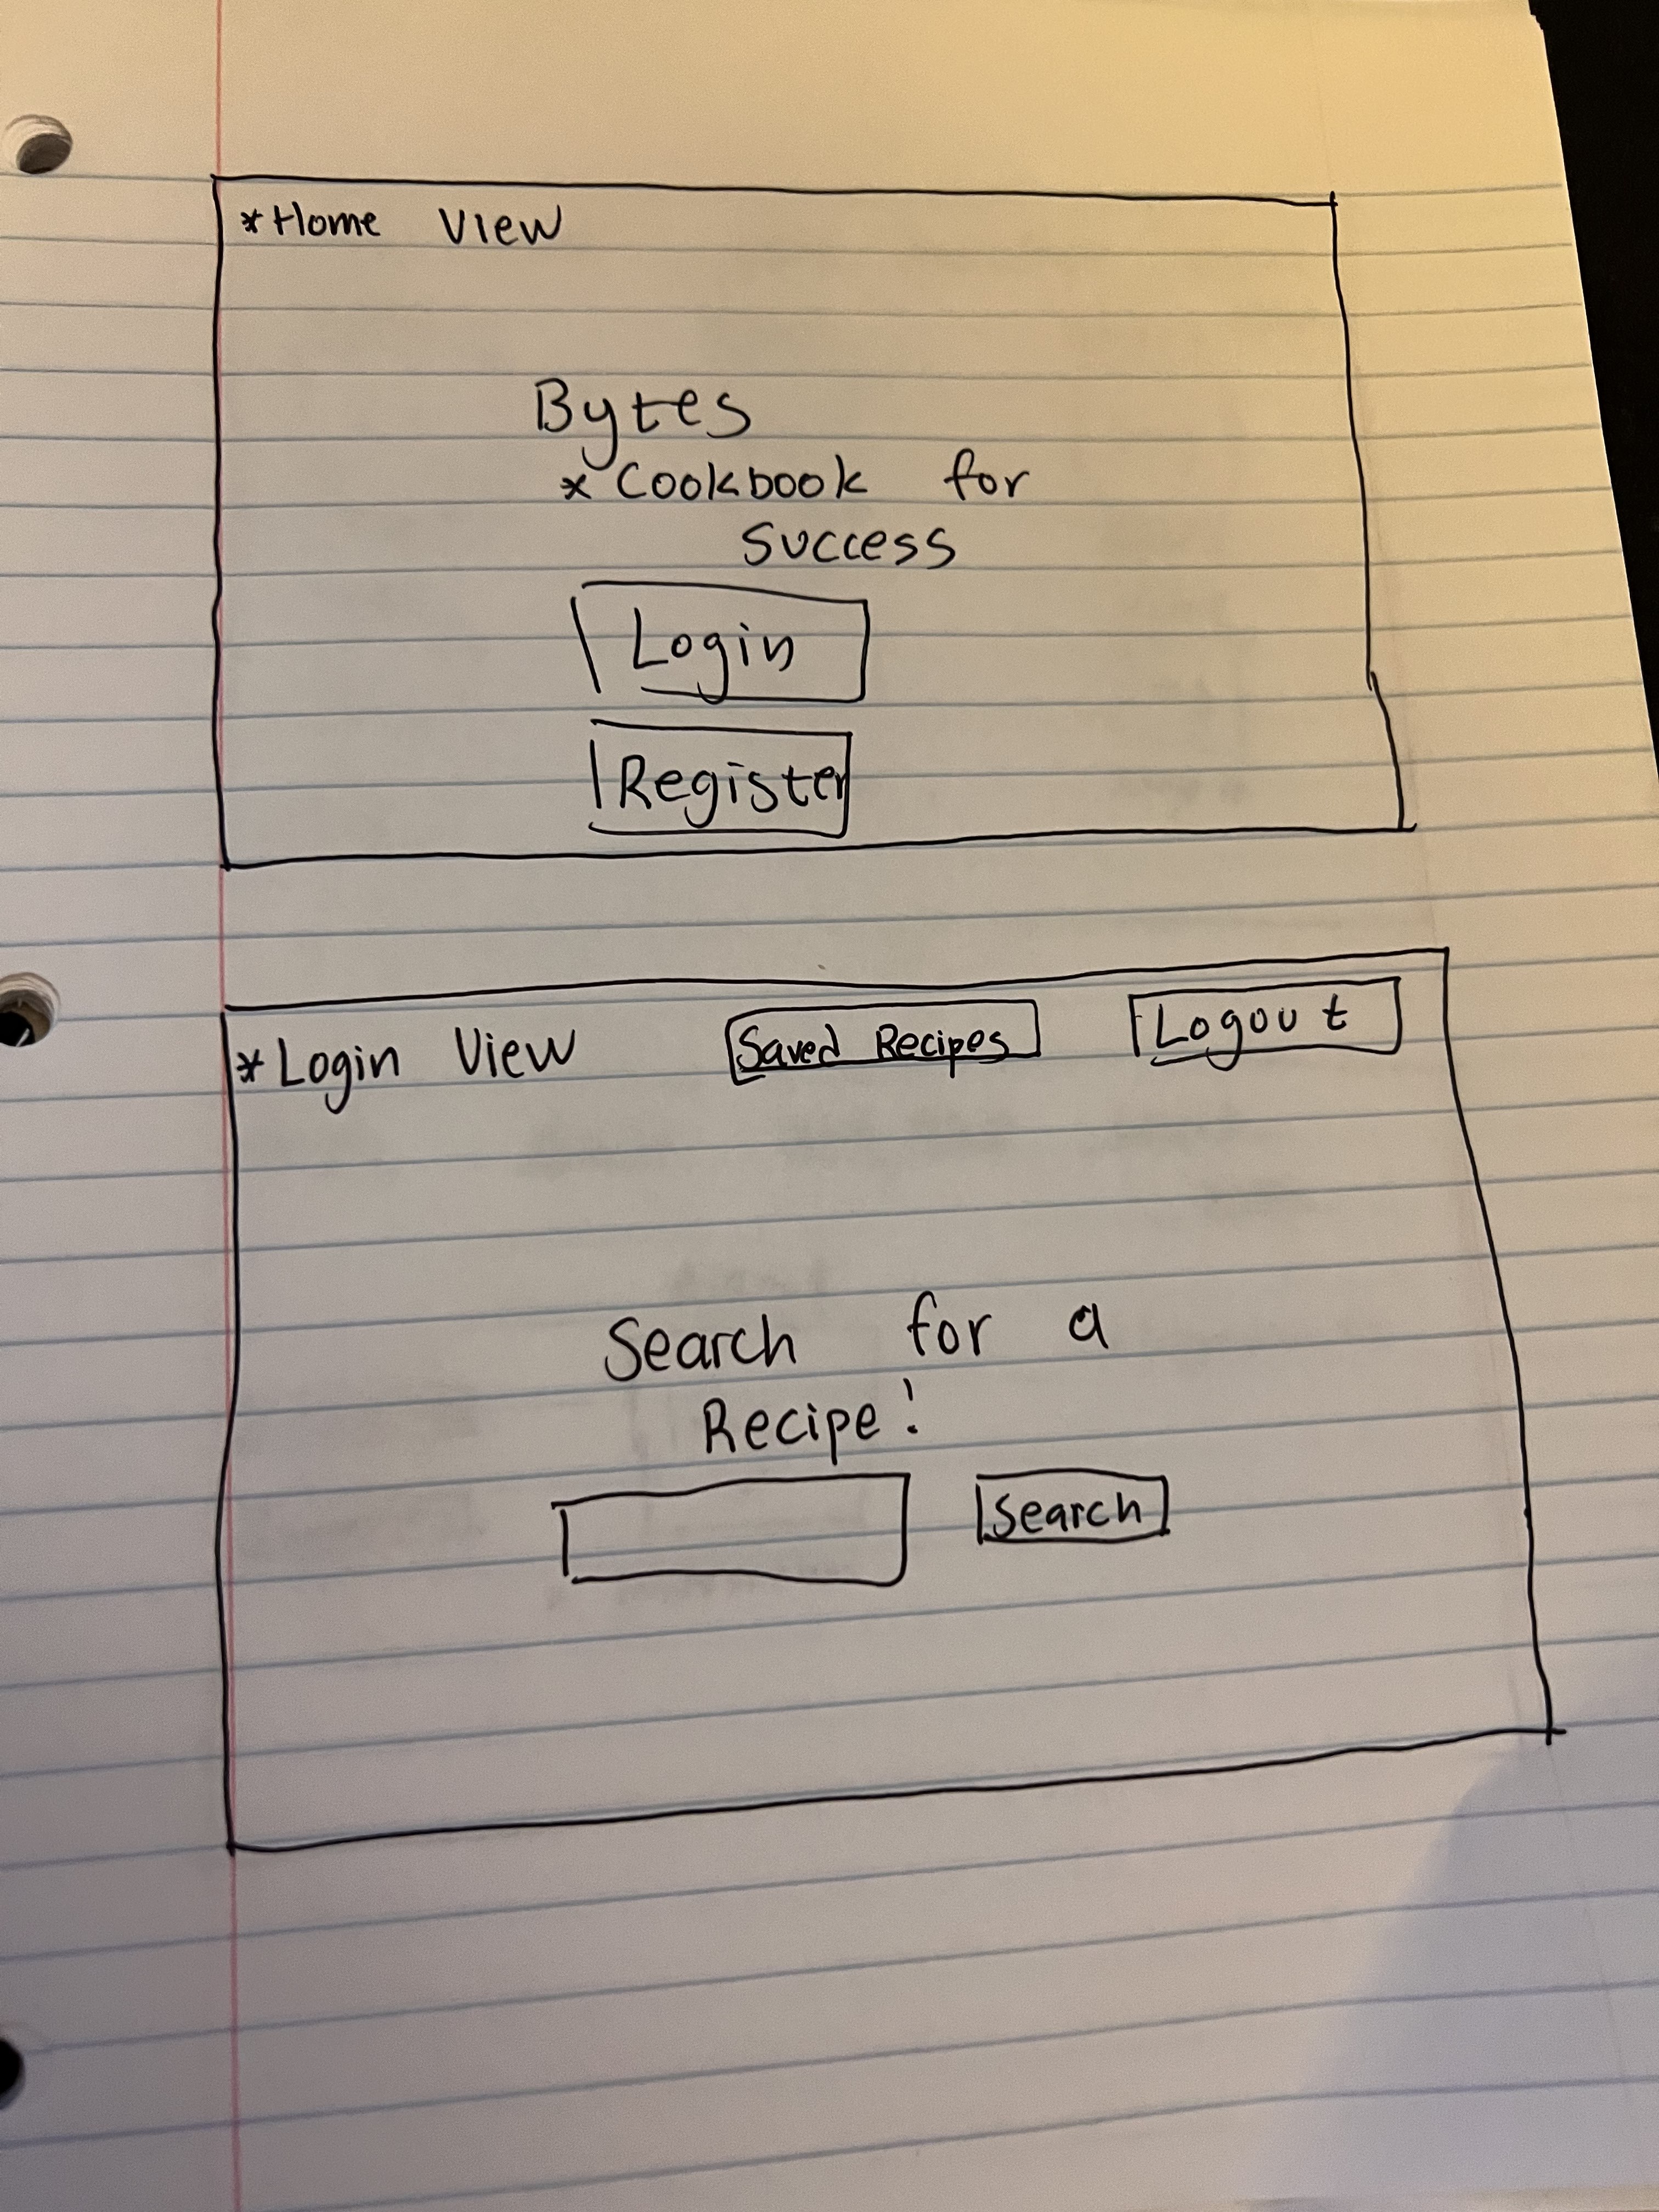 *Home View
Bytes
* Cookbook for
Success
Login
Register
*Login View
Saved Recipes
Logout
Search for a
Recipe!
Search